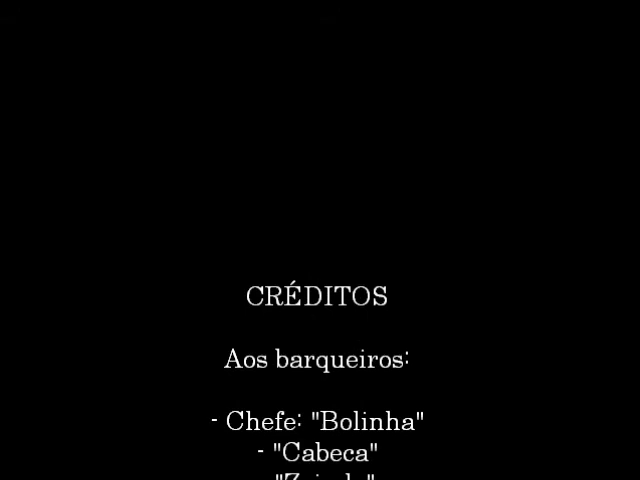 CRÉDITOS
Aos barqueiros:
- Chefe: "Bolinha"
- "Cabeca"